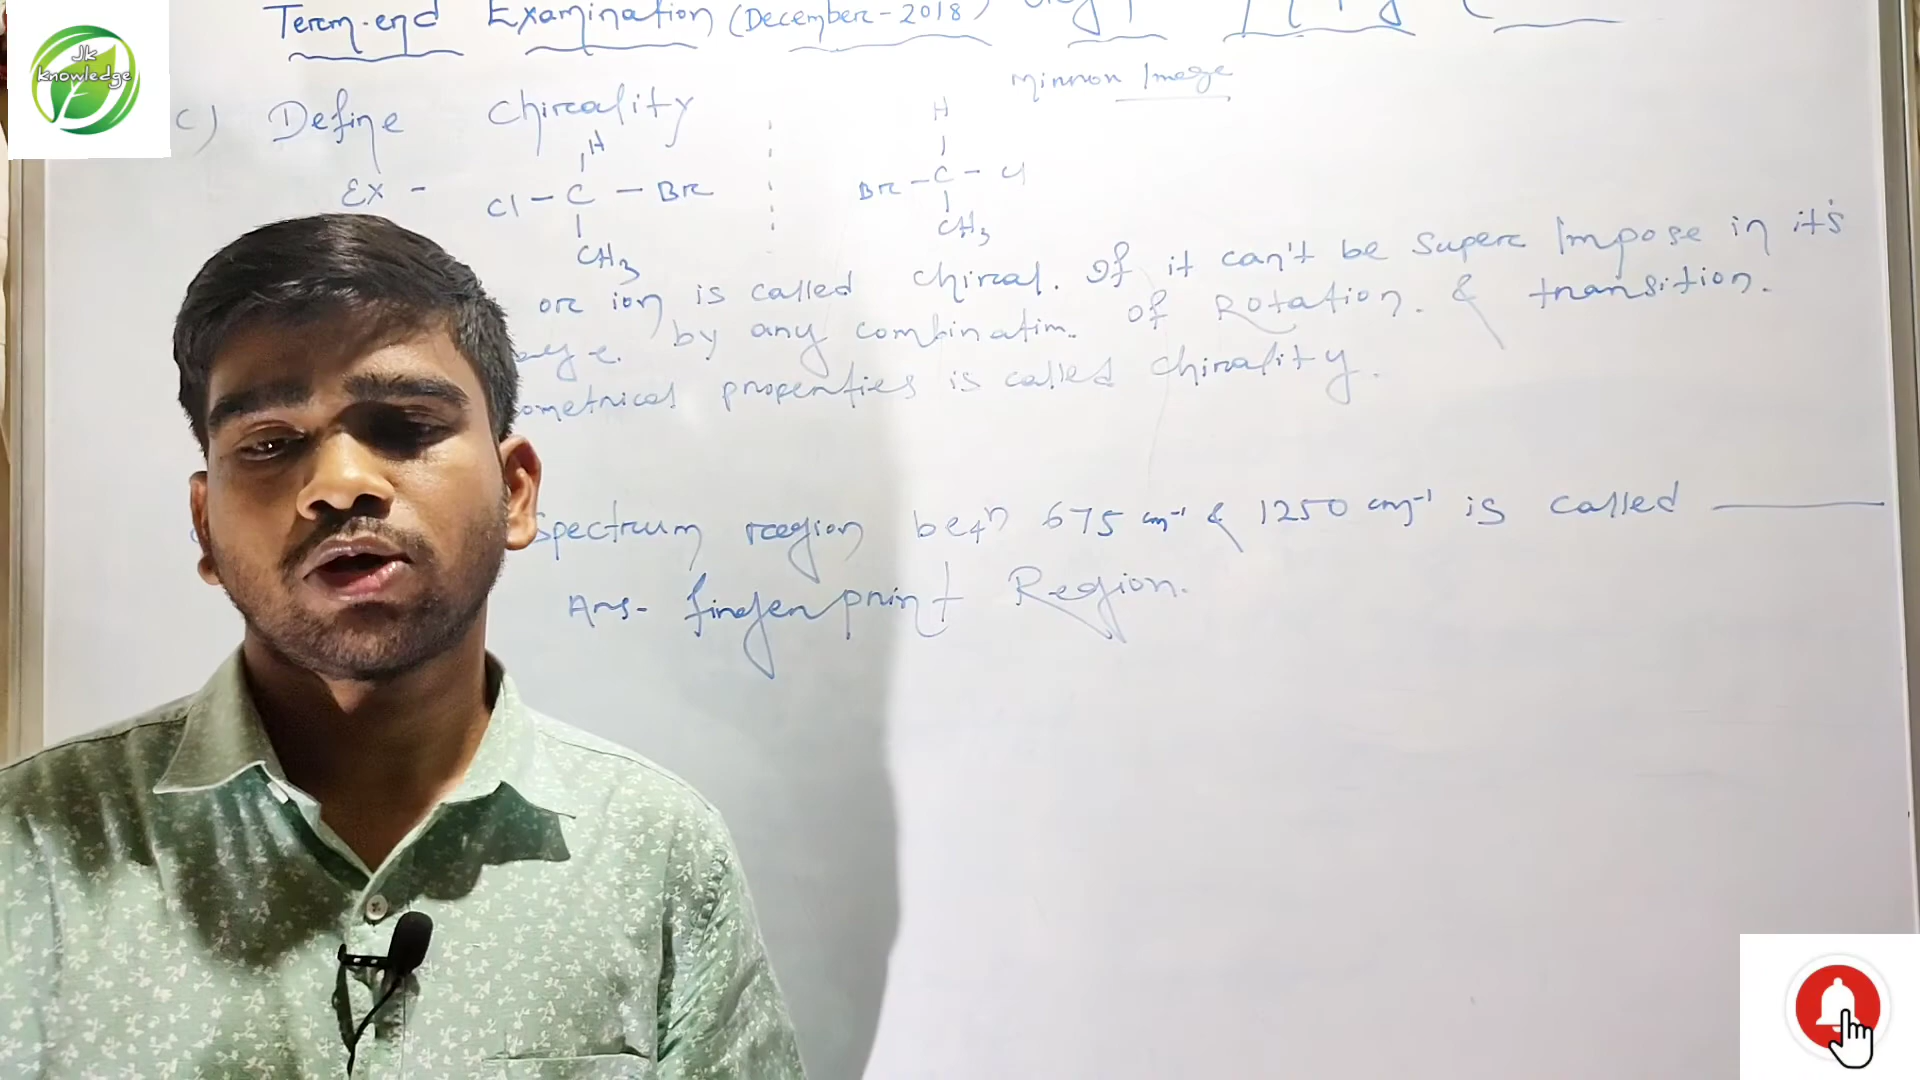 Term-end Examination (December-2018)
Jk
knowledge
Mirror Image
c) Define Chirality
H
H
Ex - Cl - C - Br
Br - C - Cl
CH3
CH3
or ion is called chiral. If it can't be super Impose in it's
by any combination. of Rotation. & transition.
ometrical properties is called chirality.
Spectrum region betn 675 cm-1 & 1250 cm-1 is called
Ans- fingerprint Region.